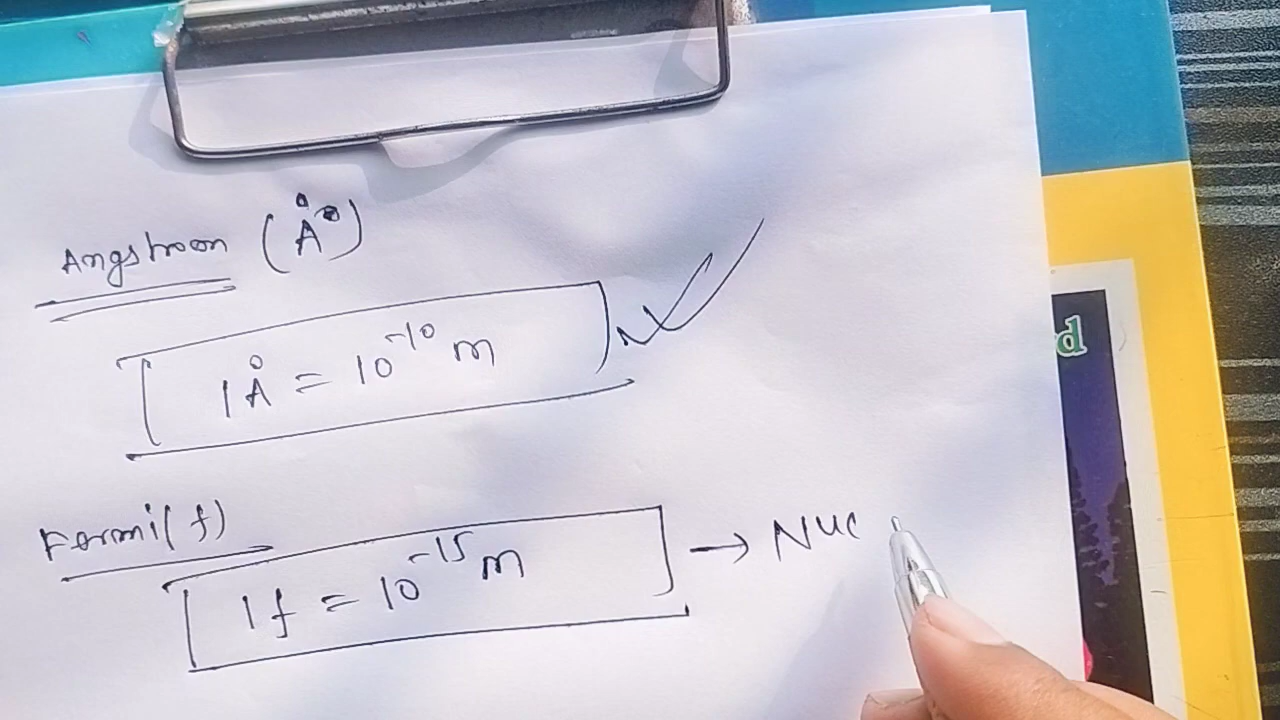 Angstroon (Å°)
1Å = 10⁻¹⁰ m
Fermi(f)
1f = 10⁻¹⁵ m → Nuc
d